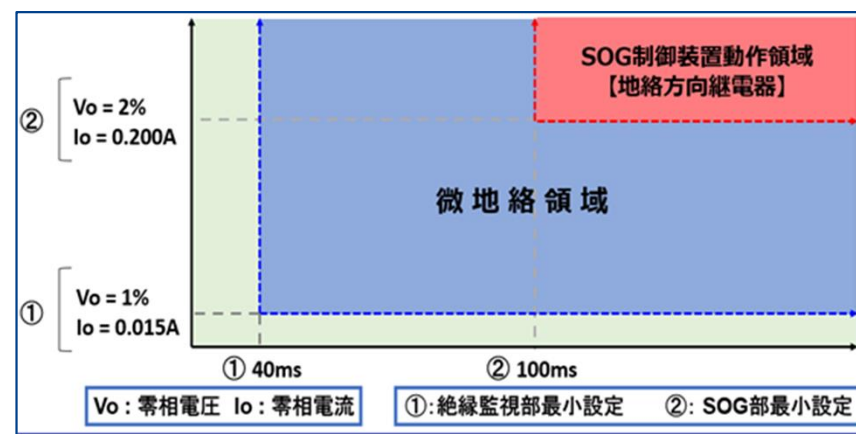 SOG制御装置動作領域
【地絡方向継電器】
② Vo = 2%
Io = 0.200A
微地絡領域
① Vo = 1%
Io = 0.015A
① 40ms ② 100ms
Vo：零相電圧 Io：零相電流
①：絶縁監視部最小設定 ②：SOG部最小設定